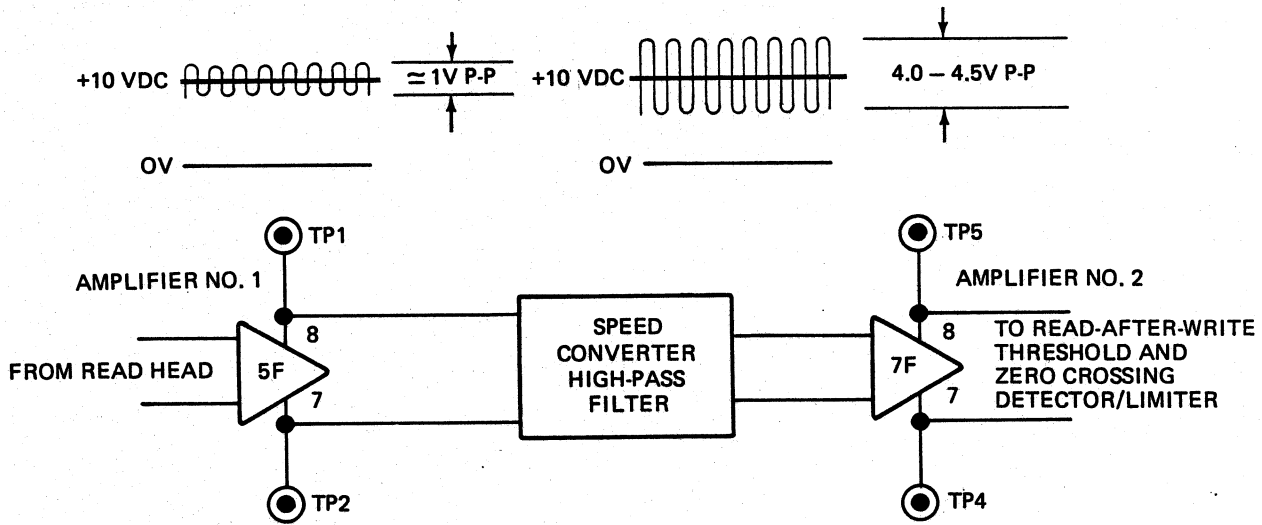 +10 VDC
≃ 1V P-P
+10 VDC
4.0 – 4.5V P-P
OV
OV
TP1
TP5
AMPLIFIER NO. 1
AMPLIFIER NO. 2
8
8
FROM READ HEAD
5F
7
SPEED
CONVERTER
HIGH-PASS
FILTER
7F
7
TO READ-AFTER-WRITE
THRESHOLD AND
ZERO CROSSING
DETECTOR/LIMITER
TP2
TP4